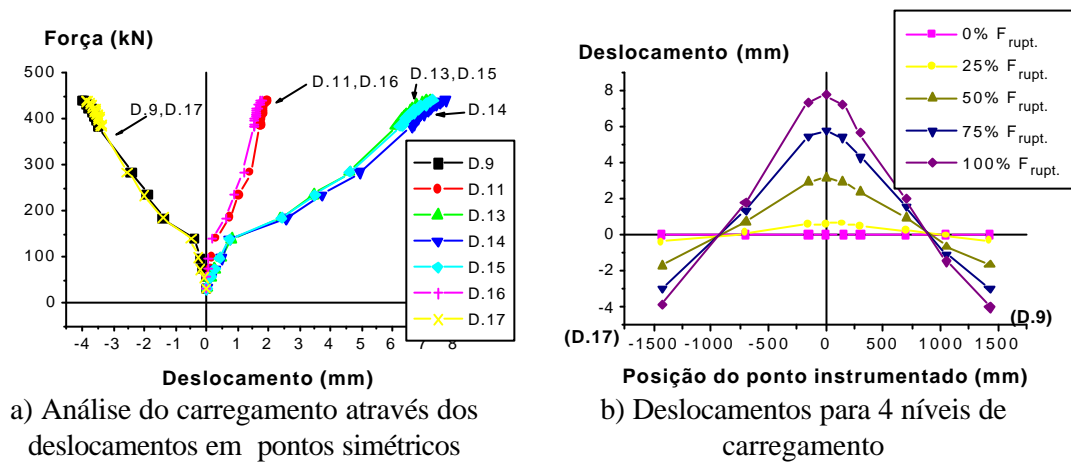 Força (kN)
500
400
300
200
100
0
D.9,D.17
D.11,D.16
D.13,D.15
D.14
D.9
D.11
D.13
D.14
D.15
D.16
D.17
-4 -3 -2 -1 0 1 2 3 4 5 6 7 8
Deslocamento (mm)
a) Análise do carregamento através dos
deslocamentos em pontos simétricos
Deslocamento (mm)
8
6
4
2
0
-2
-4
0% Frupt.
25% Frupt.
50% Frupt.
75% Frupt.
100% Frupt.
(D.17)
(D.9)
-1500 -1000 -500 0 500 1000 1500
Posição do ponto instrumentado (mm)
b) Deslocamentos para 4 níveis de
carregamento